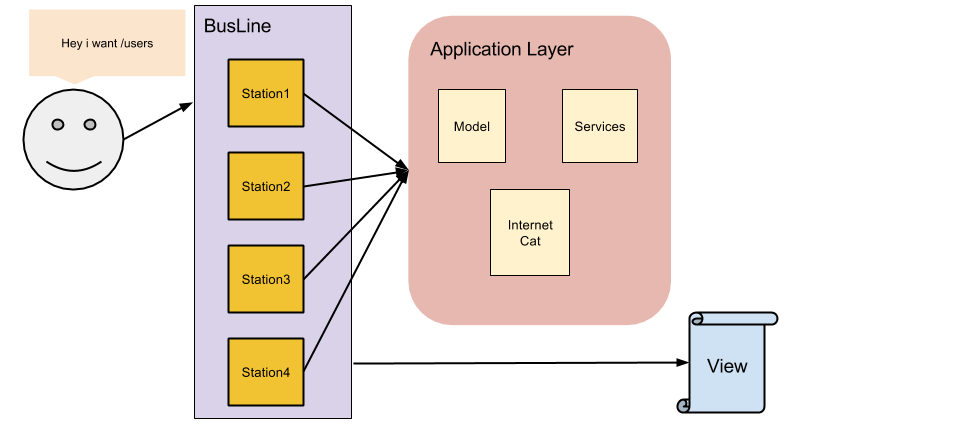 Hey i want /users
BusLine
Station1
Station2
Station3
Station4
Application Layer
Model
Services
Internet
Cat
View